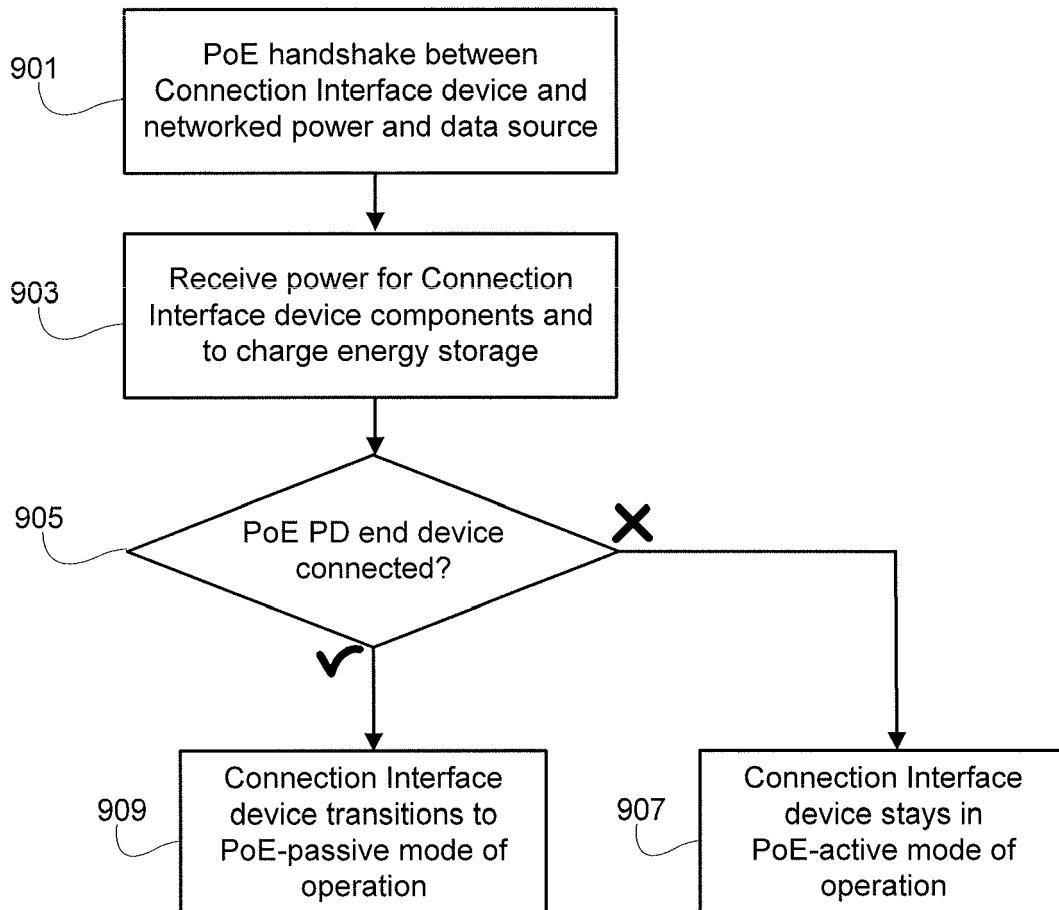 901
PoE handshake between
Connection Interface device and
networked power and data source
903
Receive power for Connection
Interface device components and
to charge energy storage
905
PoE PD end device
connected?
909
Connection Interface
device transitions to
PoE-passive mode of
operation
907
Connection Interface
device stays in
PoE-active mode of
operation